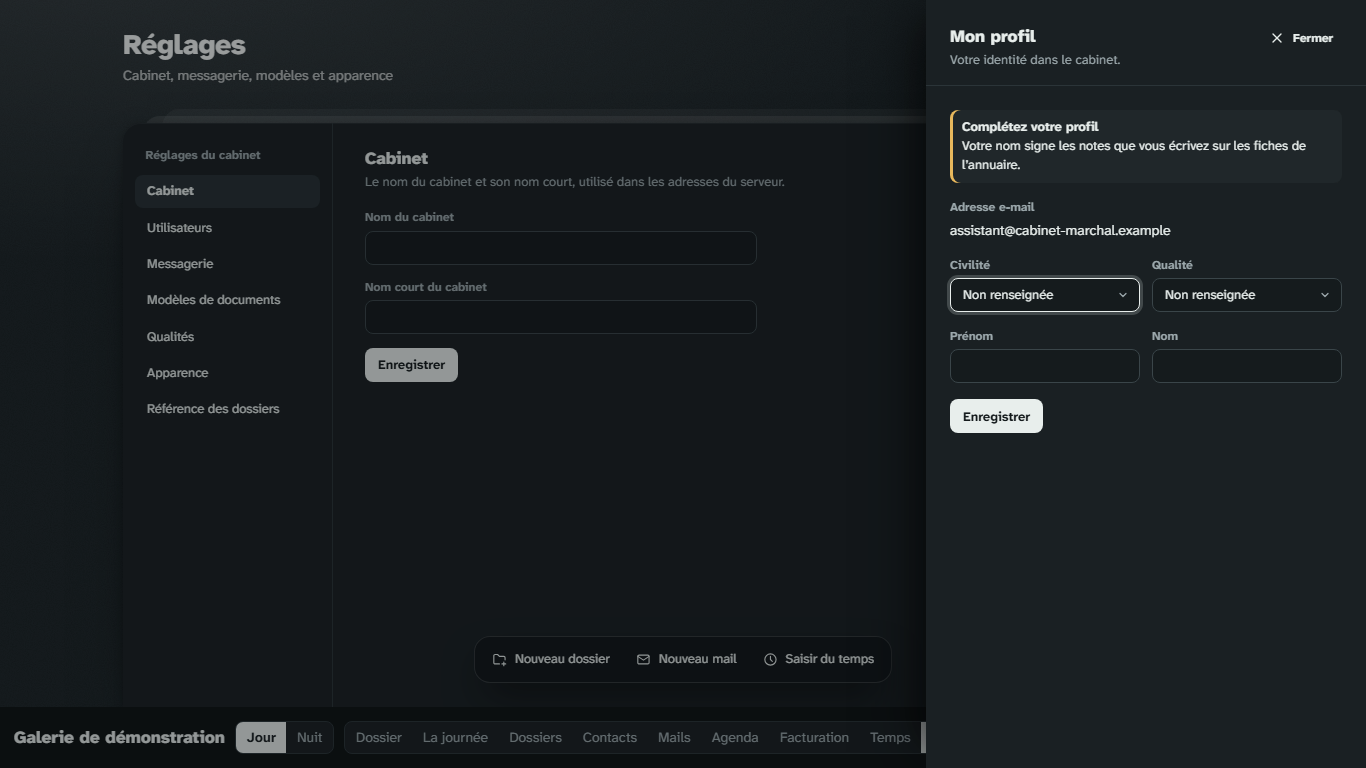 Réglages
Cabinet, messagerie, modèles et apparence
Réglages du cabinet
Cabinet
Utilisateurs
Messagerie
Modèles de documents
Qualités
Apparence
Référence des dossiers
Cabinet
Le nom du cabinet et son nom court, utilisé dans les adresses du serveur.
Nom du cabinet
Nom court du cabinet
Enregistrer
Nouveau dossier
Nouveau mail
Saisir du temps
Galerie de démonstration
Jour
Nuit
Dossier
La journée
Dossiers
Contacts
Mails
Agenda
Facturation
Temps
Mon profil
Fermer
Votre identité dans le cabinet.
Complétez votre profil
Votre nom signe les notes que vous écrivez sur les fiches de
l'annuaire.
Adresse e-mail
assistant@cabinet-marchal.example
Civilité
Qualité
Non renseignée
Non renseignée
Prénom
Nom
Enregistrer